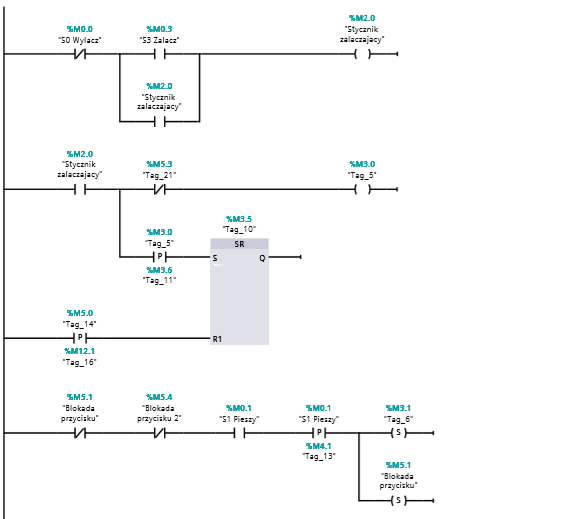 %M0.0
"S0 Wyłacz"
%M0.3
"S3 Załacz"
%M2.0
"Stycznik
zalaczajacy"
%M2.0
"Stycznik
zalaczajacy"
%M2.0
"Stycznik
zalaczajacy"
%M5.3
"Tag_21"
%M3.0
"Tag_5"
%M3.0
"Tag_5"
P
%M3.6
"Tag_11"
%M3.5
"Tag_10"
SR
S
Q
R1
%M5.0
"Tag_14"
P
%M12.1
"Tag_16"
%M5.1
"Blokada
przycisku"
%M5.4
"Blokada
przycisku 2"
%M0.1
"S1 Pieszy"
%M0.1
"S1 Pieszy"
P
%M4.1
"Tag_13"
%M3.1
"Tag_6"
S
%M5.1
"Blokada
przycisku"
S